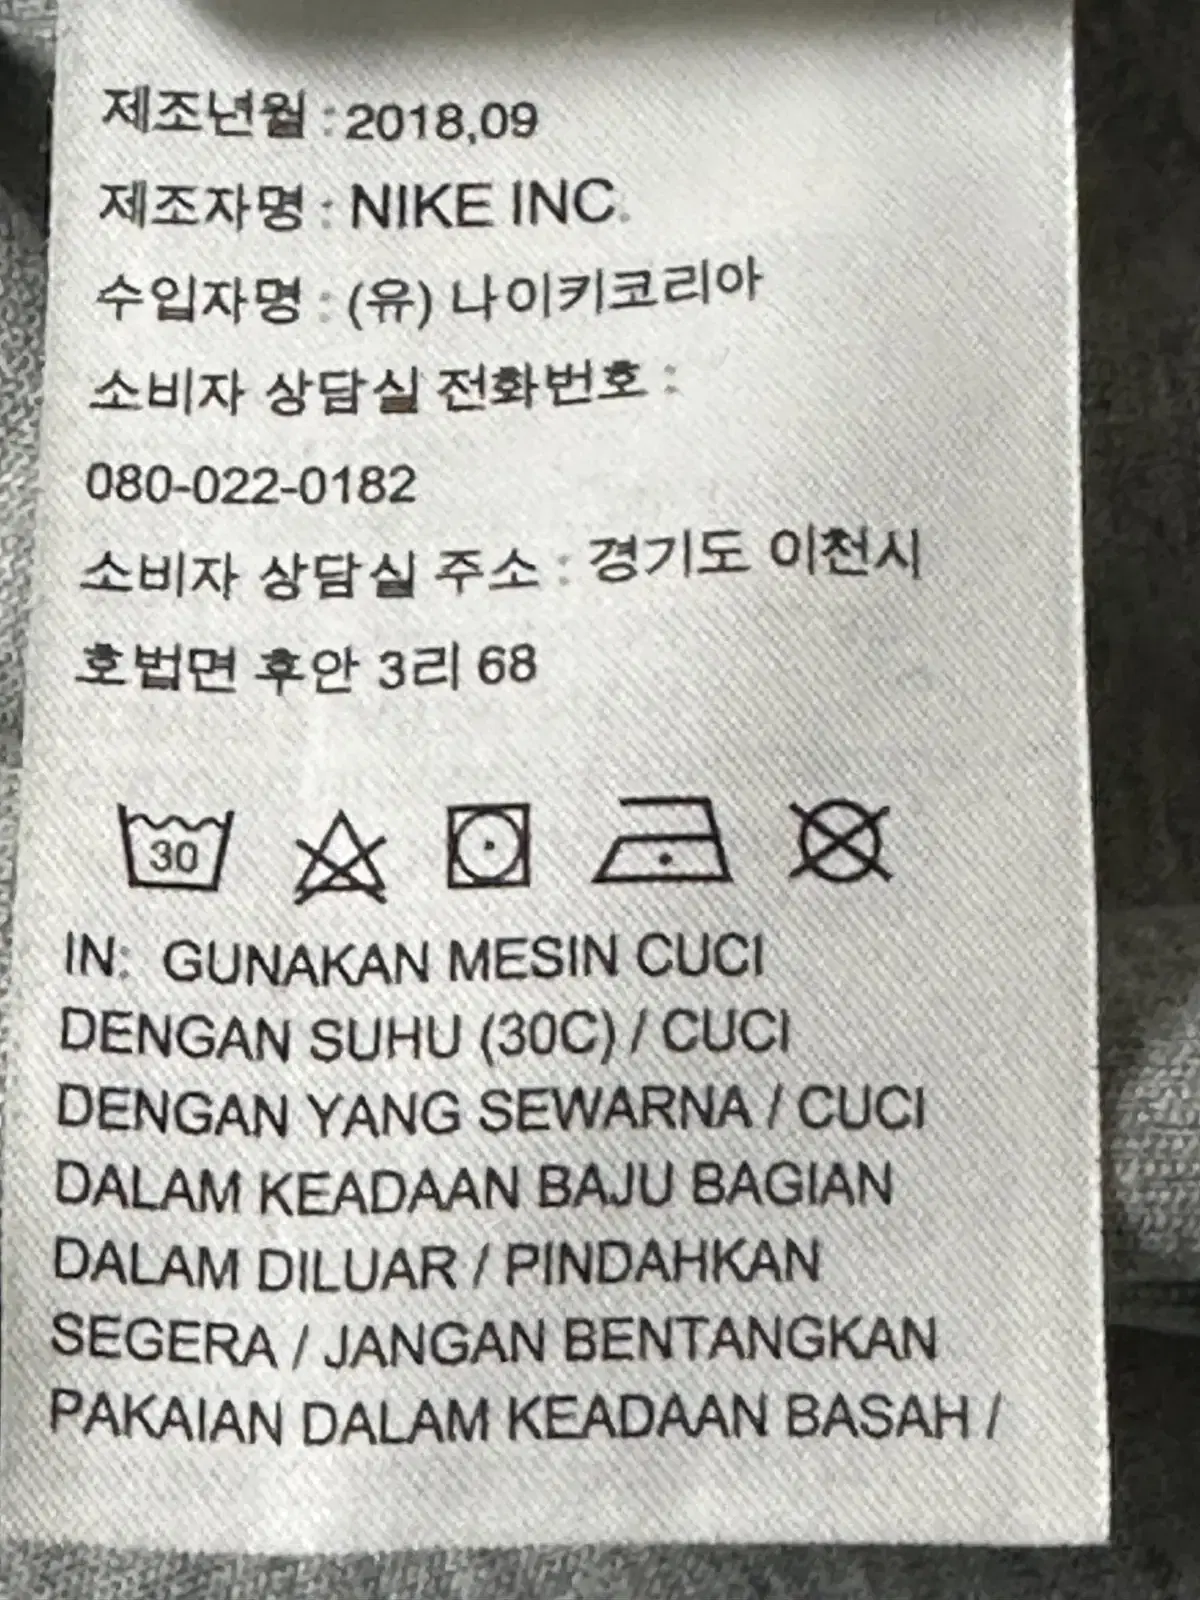 제조년월 : 2018,09
제조자명 : NIKE INC.
수입자명 : (유) 나이키코리아
소비자 상담실 전화번호 :
080-022-0182
소비자 상담실 주소 : 경기도 이천시
호법면 후안 3리 68
30
IN: GUNAKAN MESIN CUCI
DENGAN SUHU (30C) / CUCI
DENGAN YANG SEWARNA / CUCI
DALAM KEADAAN BAJU BAGIAN
DALAM DILUAR / PINDAHKAN
SEGERA / JANGAN BENTANGKAN
PAKAIAN DALAM KEADAAN BASAH /